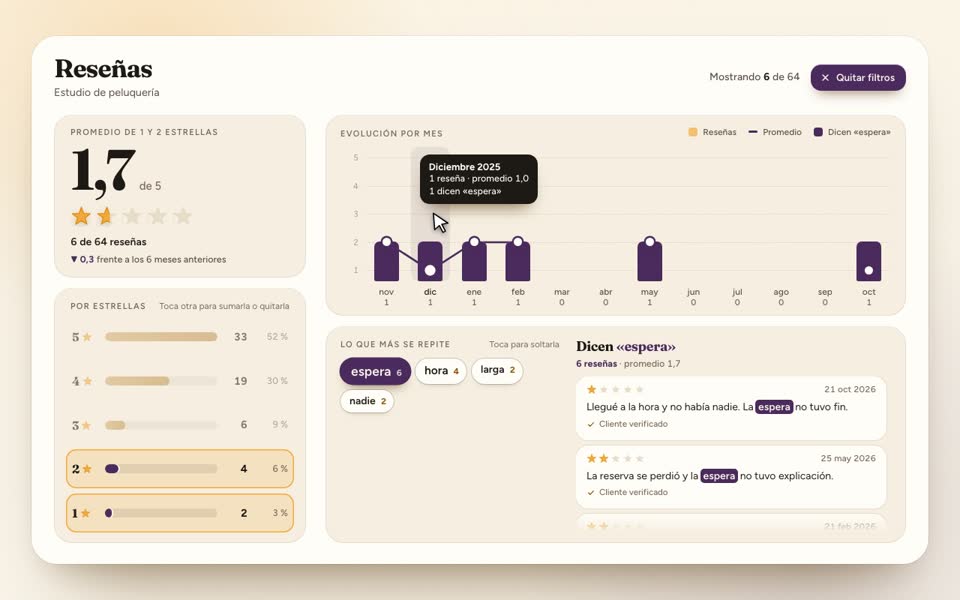 Reseñas
Estudio de peluquería
Mostrando 6 de 64
× Quitar filtros
PROMEDIO DE 1 Y 2 ESTRELLAS
1,7 de 5
6 de 64 reseñas
▼ 0,3 frente a los 6 meses anteriores
POR ESTRELLAS
Toca otra para sumarla o quitarla
5 ★ 33 52 %
4 ★ 19 30 %
3 ★ 6 9 %
2 ★ 4 6 %
1 ★ 2 3 %
EVOLUCIÓN POR MES
Reseñas
Promedio
Dicen «espera»
5
4
3
2
1
Diciembre 2025
1 reseña · promedio 1,0
1 dicen «espera»
nov dic ene feb mar abr may jun jul ago sep oct
1 1 1 1 0 0 1 0 0 0 0 1
LO QUE MÁS SE REPITE
Toca para soltarla
espera 6
hora 4
larga 2
nadie 2
Dicen «espera»
6 reseñas · promedio 1,7
21 oct 2026
Llegué a la hora y no había nadie. La espera no tuvo fin.
✓ Cliente verificado
25 may 2026
La reserva se perdió y la espera no tuvo explicación.
✓ Cliente verificado
21 feb 2026